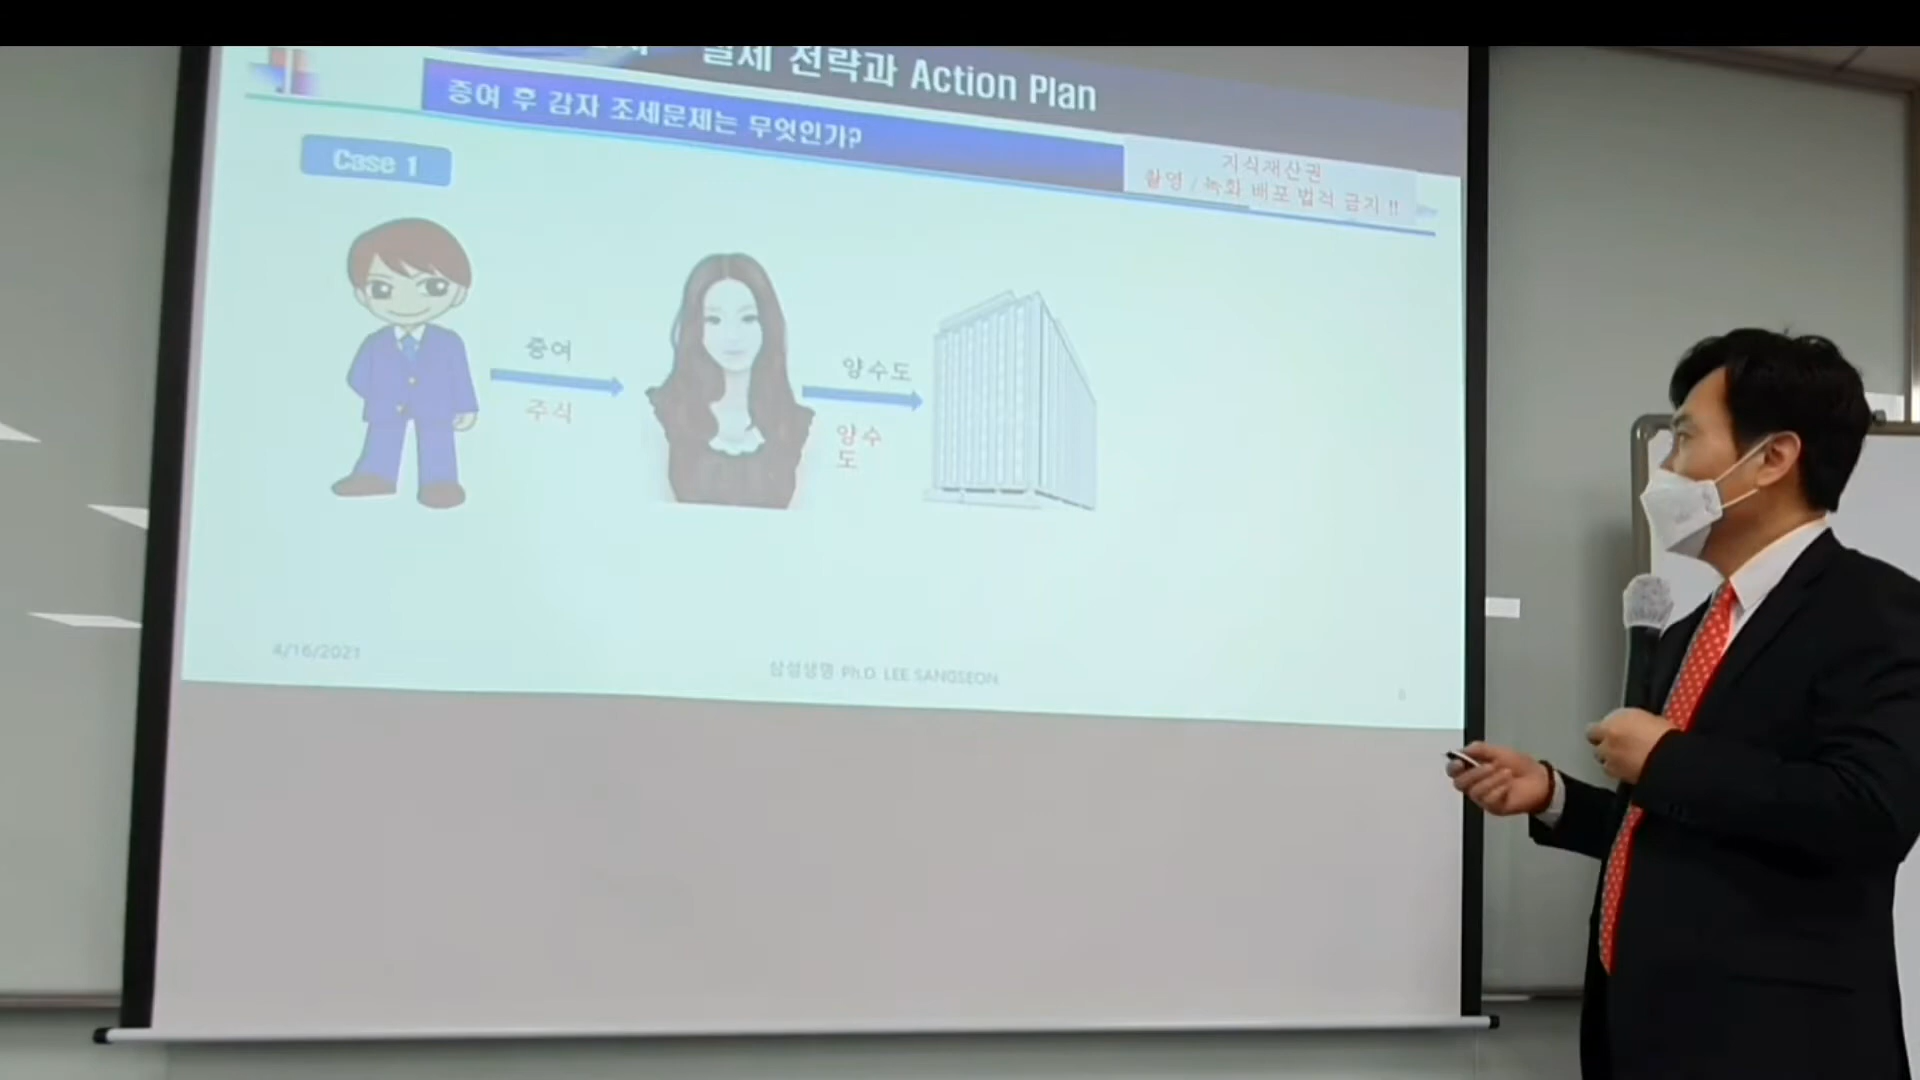 절세 전략과 Action Plan
증여 후 감자 조세문제는 무엇인가?
지식재산권
촬영 / 녹화 배포 법적 금지 !!
Case 1
증여
주식
양수도
양수
도
4/16/2021
삼성생명 Ph.D. LEE SANGSEON
6